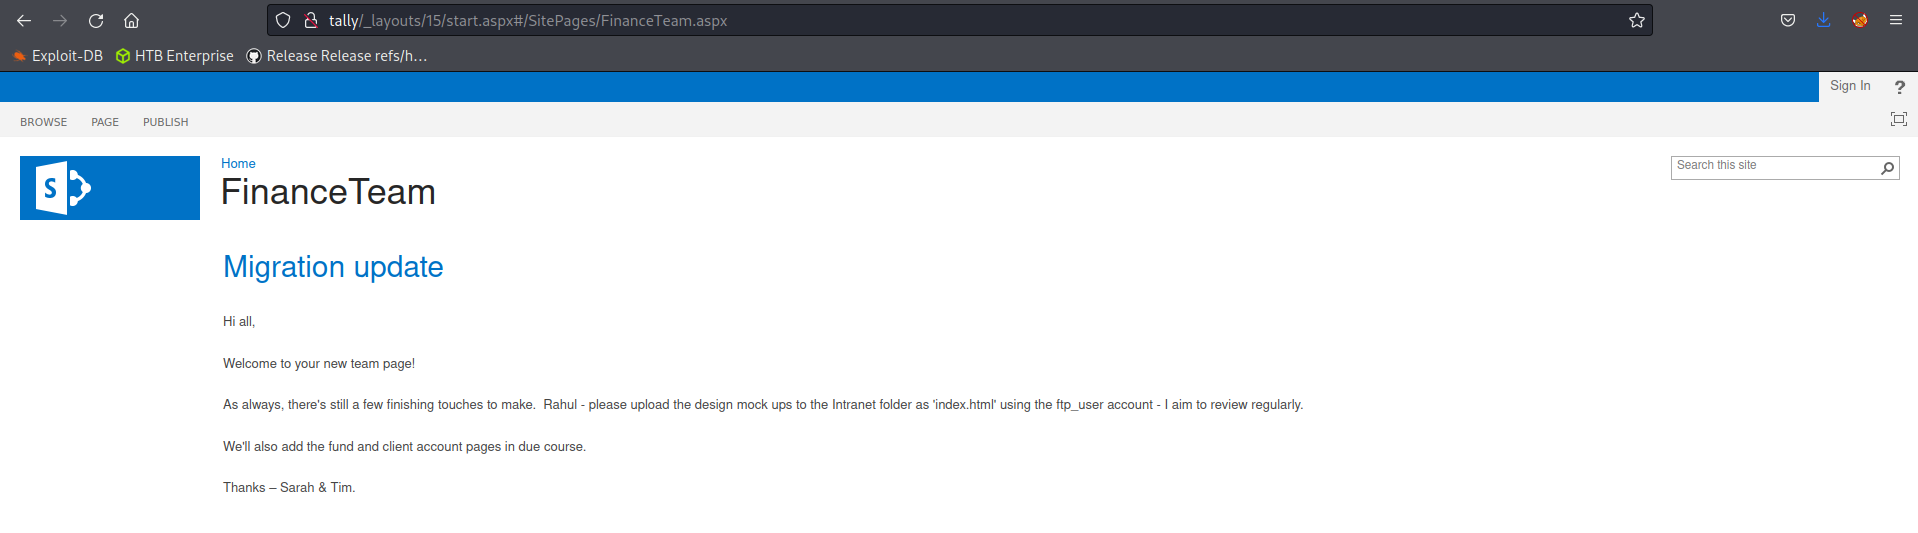 tally/_layouts/15/start.aspx#/SitePages/FinanceTeam.aspx
Exploit-DB HTB Enterprise Release Release refs/h...
Sign In ?
BROWSE PAGE PUBLISH
S
Home
Search this site
FinanceTeam
Migration update
Hi all,
Welcome to your new team page!
As always, there's still a few finishing touches to make.  Rahul - please upload the design mock ups to the Intranet folder as 'index.html' using the ftp_user account - I aim to review regularly.
We'll also add the fund and client account pages in due course.
Thanks – Sarah & Tim.